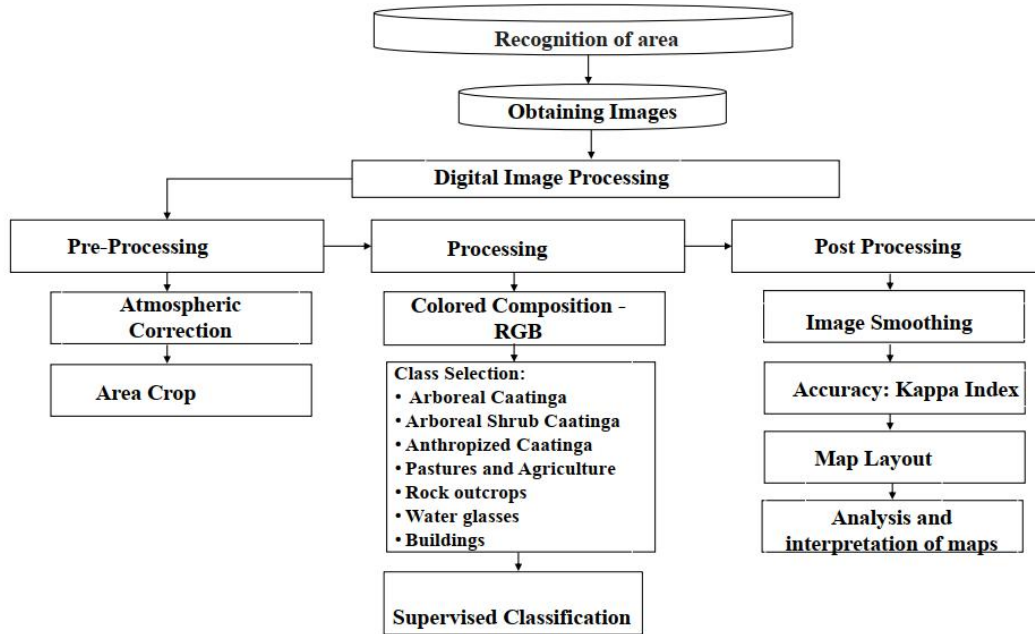 Recognition of area
Obtaining Images
Digital Image Processing
Pre-Processing
Atmospheric
Correction
Area Crop
Processing
Colored Composition -
RGB
Class Selection:
• Arboreal Caatinga
• Arboreal Shrub Caatinga
• Anthropized Caatinga
• Pastures and Agriculture
• Rock outcrops
• Water glasses
• Buildings
Supervised Classification
Post Processing
Image Smoothing
Accuracy: Kappa Index
Map Layout
Analysis and
interpretation of maps